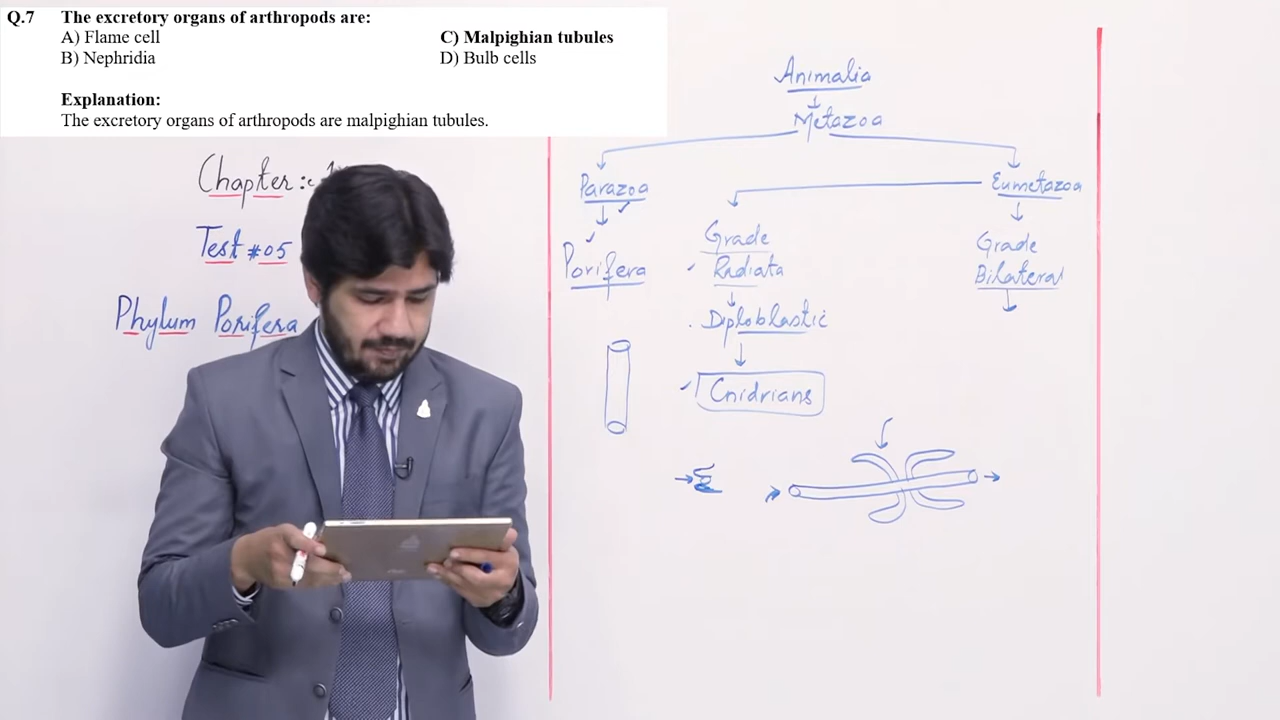 Q.7 The excretory organs of arthropods are:
A) Flame cell
C) Malpighian tubules
B) Nephridia
D) Bulb cells
Explanation:
The excretory organs of arthropods are malpighian tubules.
Chapter :-
Test #05
Phylum Porifera
Animalia
Metazoa
Parazoa
Eumetazoa
Porifera
Grade
Radiata
Diploblastic
Cnidrians
Grade
Bilateral